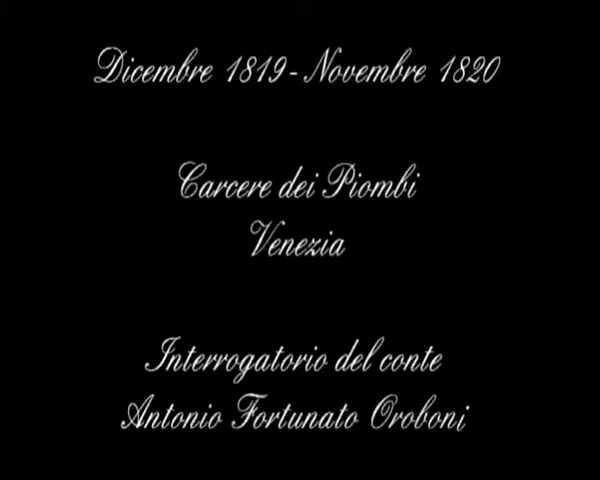 Dicembre 1819 - Novembre 1820
Carcere dei Piombi
Venezia
Interrogatorio del conte
Antonio Fortunato Oroboni